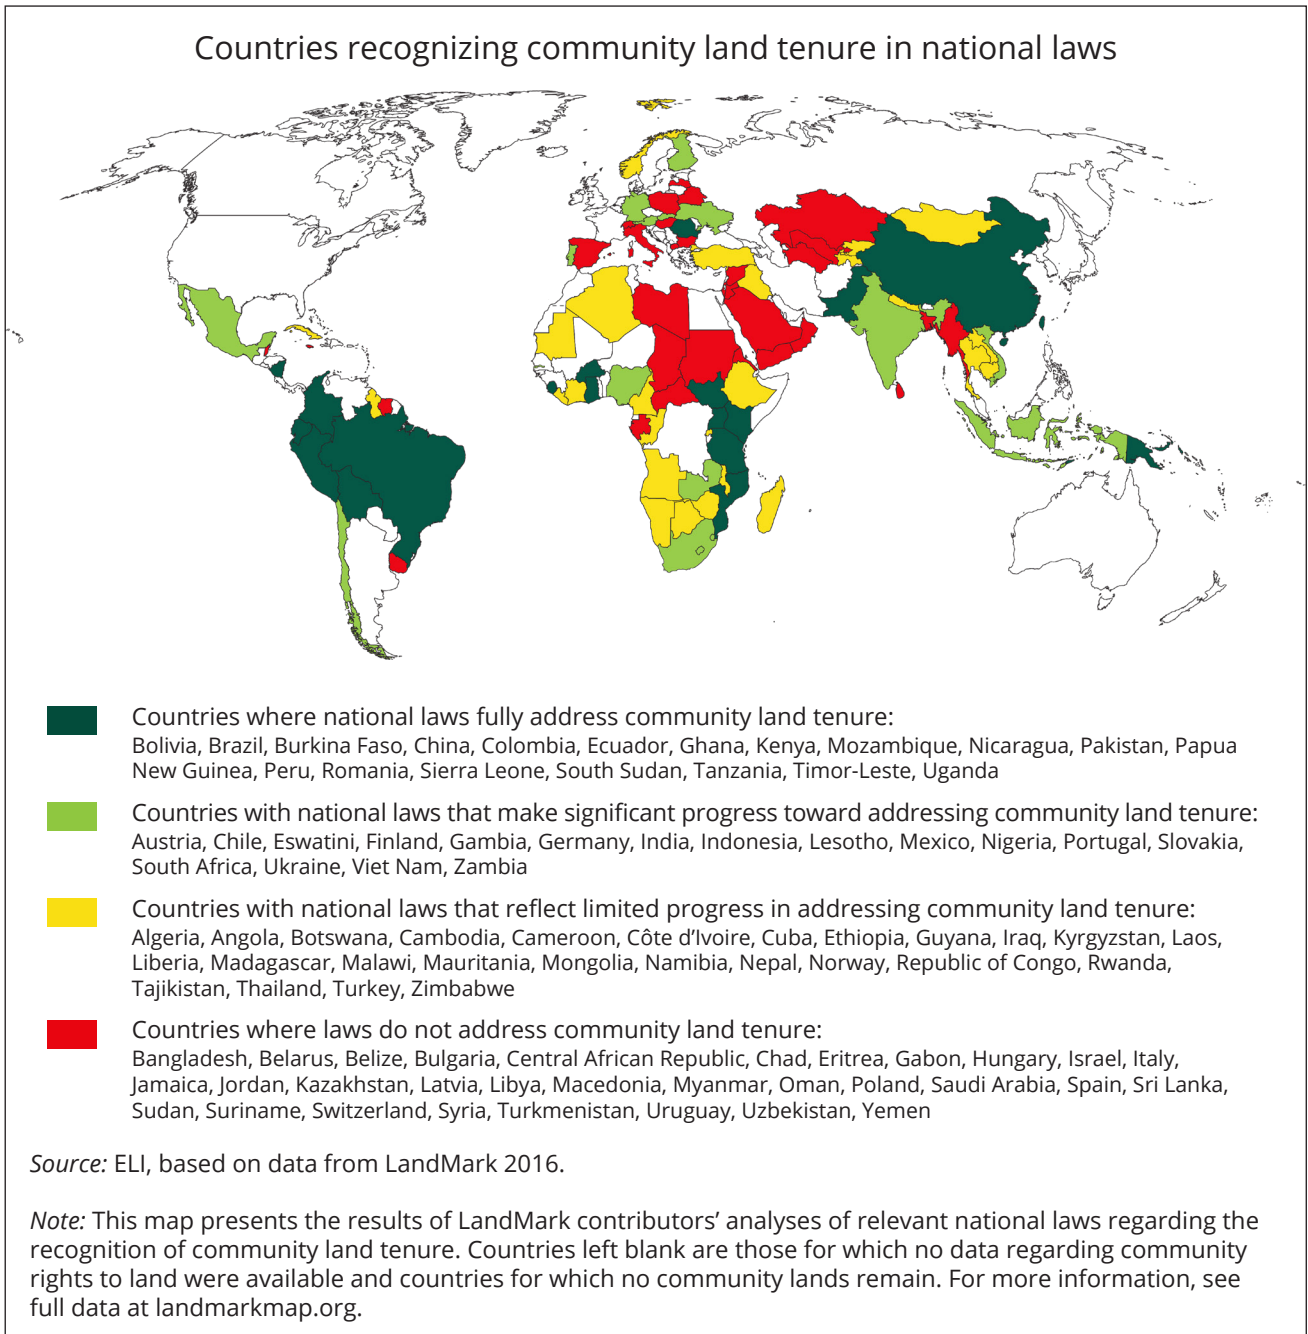 Countries recognizing community land tenure in national laws
Countries where national laws fully address community land tenure:
Bolivia, Brazil, Burkina Faso, China, Colombia, Ecuador, Ghana, Kenya, Mozambique, Nicaragua, Pakistan, Papua
New Guinea, Peru, Romania, Sierra Leone, South Sudan, Tanzania, Timor-Leste, Uganda
Countries with national laws that make significant progress toward addressing community land tenure:
Austria, Chile, Eswatini, Finland, Gambia, Germany, India, Indonesia, Lesotho, Mexico, Nigeria, Portugal, Slovakia,
South Africa, Ukraine, Viet Nam, Zambia
Countries with national laws that reflect limited progress in addressing community land tenure:
Algeria, Angola, Botswana, Cambodia, Cameroon, Côte d’Ivoire, Cuba, Ethiopia, Guyana, Iraq, Kyrgyzstan, Laos,
Liberia, Madagascar, Malawi, Mauritania, Mongolia, Namibia, Nepal, Norway, Republic of Congo, Rwanda,
Tajikistan, Thailand, Turkey, Zimbabwe
Countries where laws do not address community land tenure:
Bangladesh, Belarus, Belize, Bulgaria, Central African Republic, Chad, Eritrea, Gabon, Hungary, Israel, Italy,
Jamaica, Jordan, Kazakhstan, Latvia, Libya, Macedonia, Myanmar, Oman, Poland, Saudi Arabia, Spain, Sri Lanka,
Sudan, Suriname, Switzerland, Syria, Turkmenistan, Uruguay, Uzbekistan, Yemen
Source: ELI, based on data from LandMark 2016.
Note: This map presents the results of LandMark contributors’ analyses of relevant national laws regarding the
recognition of community land tenure. Countries left blank are those for which no data regarding community
rights to land were available and countries for which no community lands remain. For more information, see
full data at landmarkmap.org.